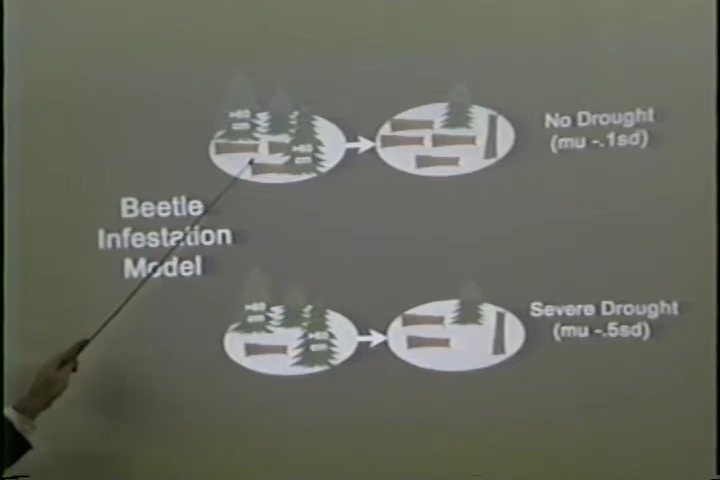 No Drought
(mu -.1sd)
Beetle
Infestation
Model
Severe Drought
(mu -.5sd)